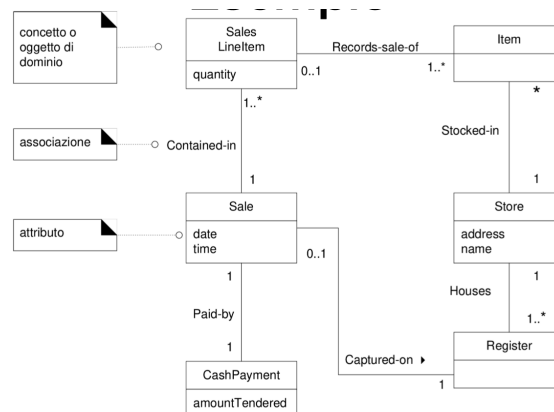 concetto o
oggetto di
dominio
Sales
LineItem
quantity
Records-sale-of
0..1
1..*
Item
1..*
*
associazione
Contained-in
Stocked-in
1
1
attributo
Sale
date
time
0..1
Store
address
name
1
1
Paid-by
Houses
1..*
1
Captured-on
1
Register
CashPayment
amountTendered